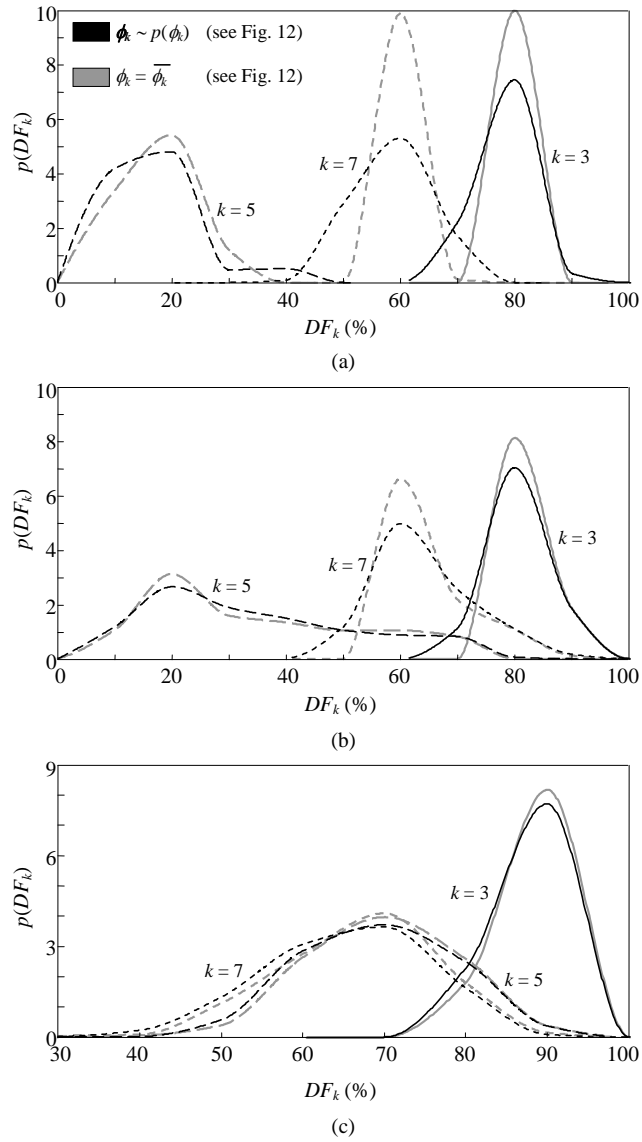 ϕₖ ~ p(ϕₖ) (see Fig. 12)
ϕₖ = ϕ̅ₖ (see Fig. 12)
p(DFₖ)
10
8
6
4
2
0
k = 5
k = 7
k = 3
0 20 40 60 80 100
DFₖ (%)
(a)
p(DFₖ)
10
8
6
4
2
0
k = 5
k = 7
k = 3
0 20 40 60 80 100
DFₖ (%)
(b)
p(DFₖ)
9
6
3
0
k = 7
k = 3
k = 5
30 40 50 60 70 80 90 100
DFₖ (%)
(c)